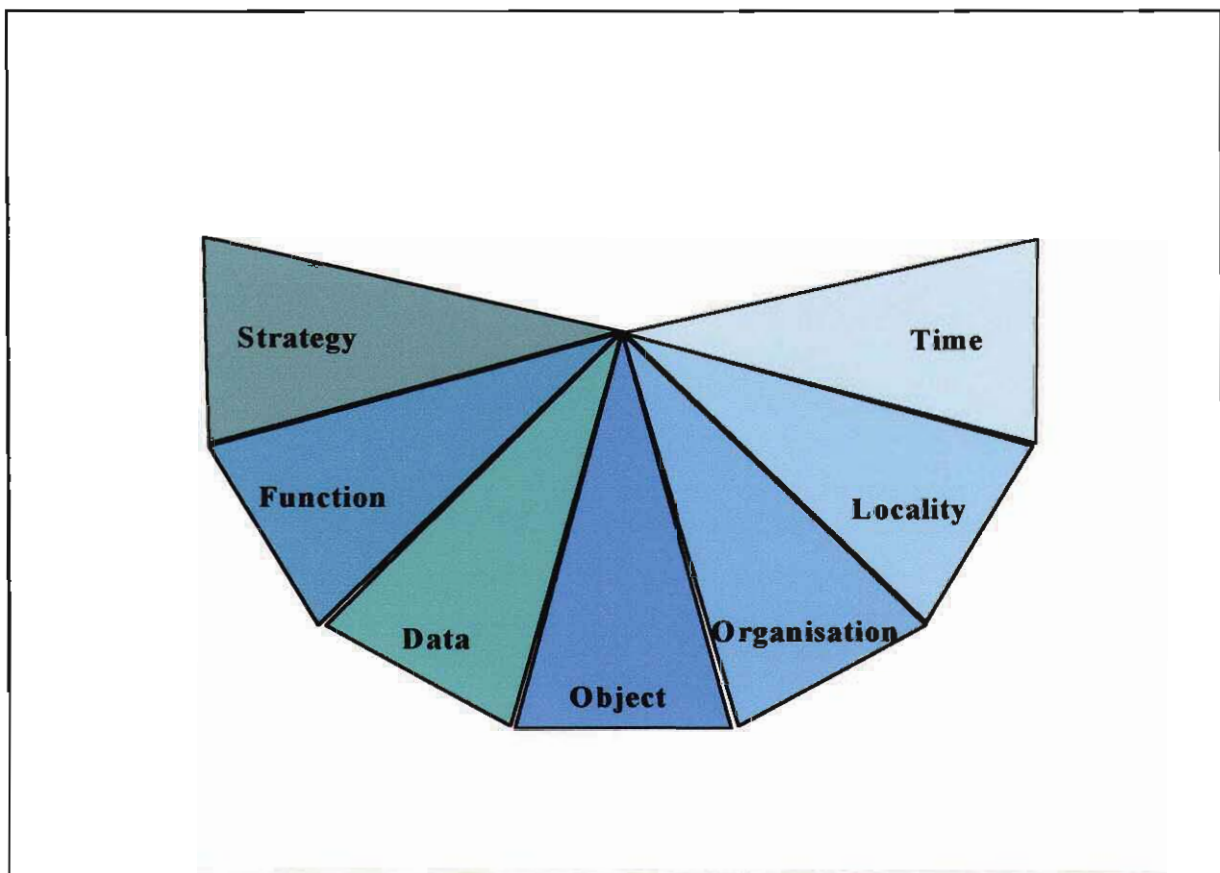 Strategy
Time
Function
Locality
Data
Organisation
Object